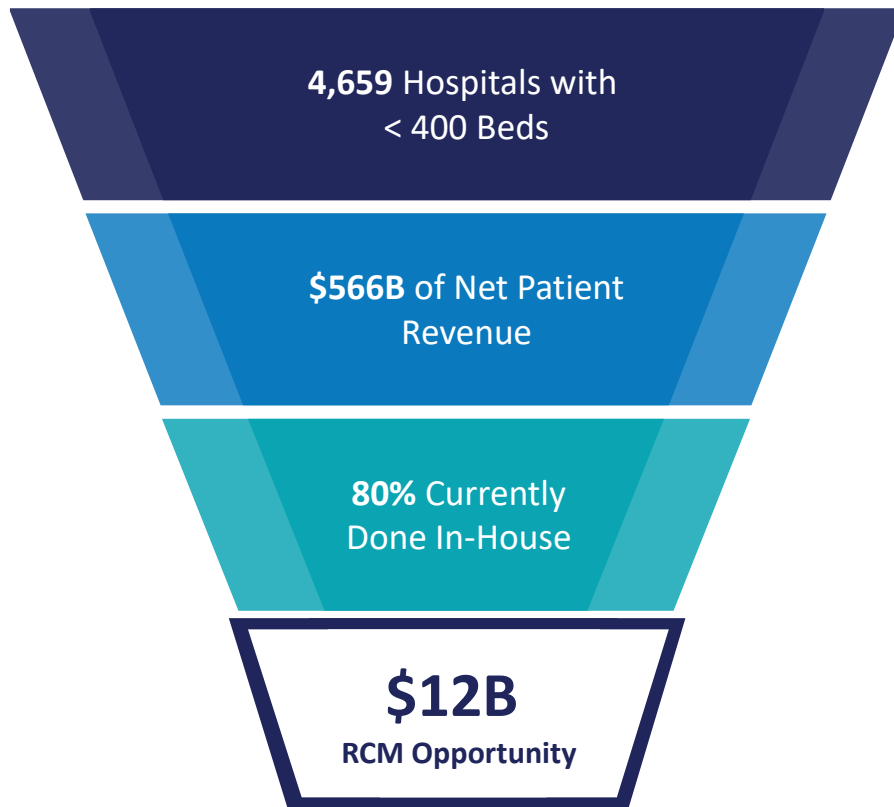 4,659 Hospitals with
< 400 Beds
$566B of Net Patient
Revenue
80% Currently
Done In-House
$12B
RCM Opportunity